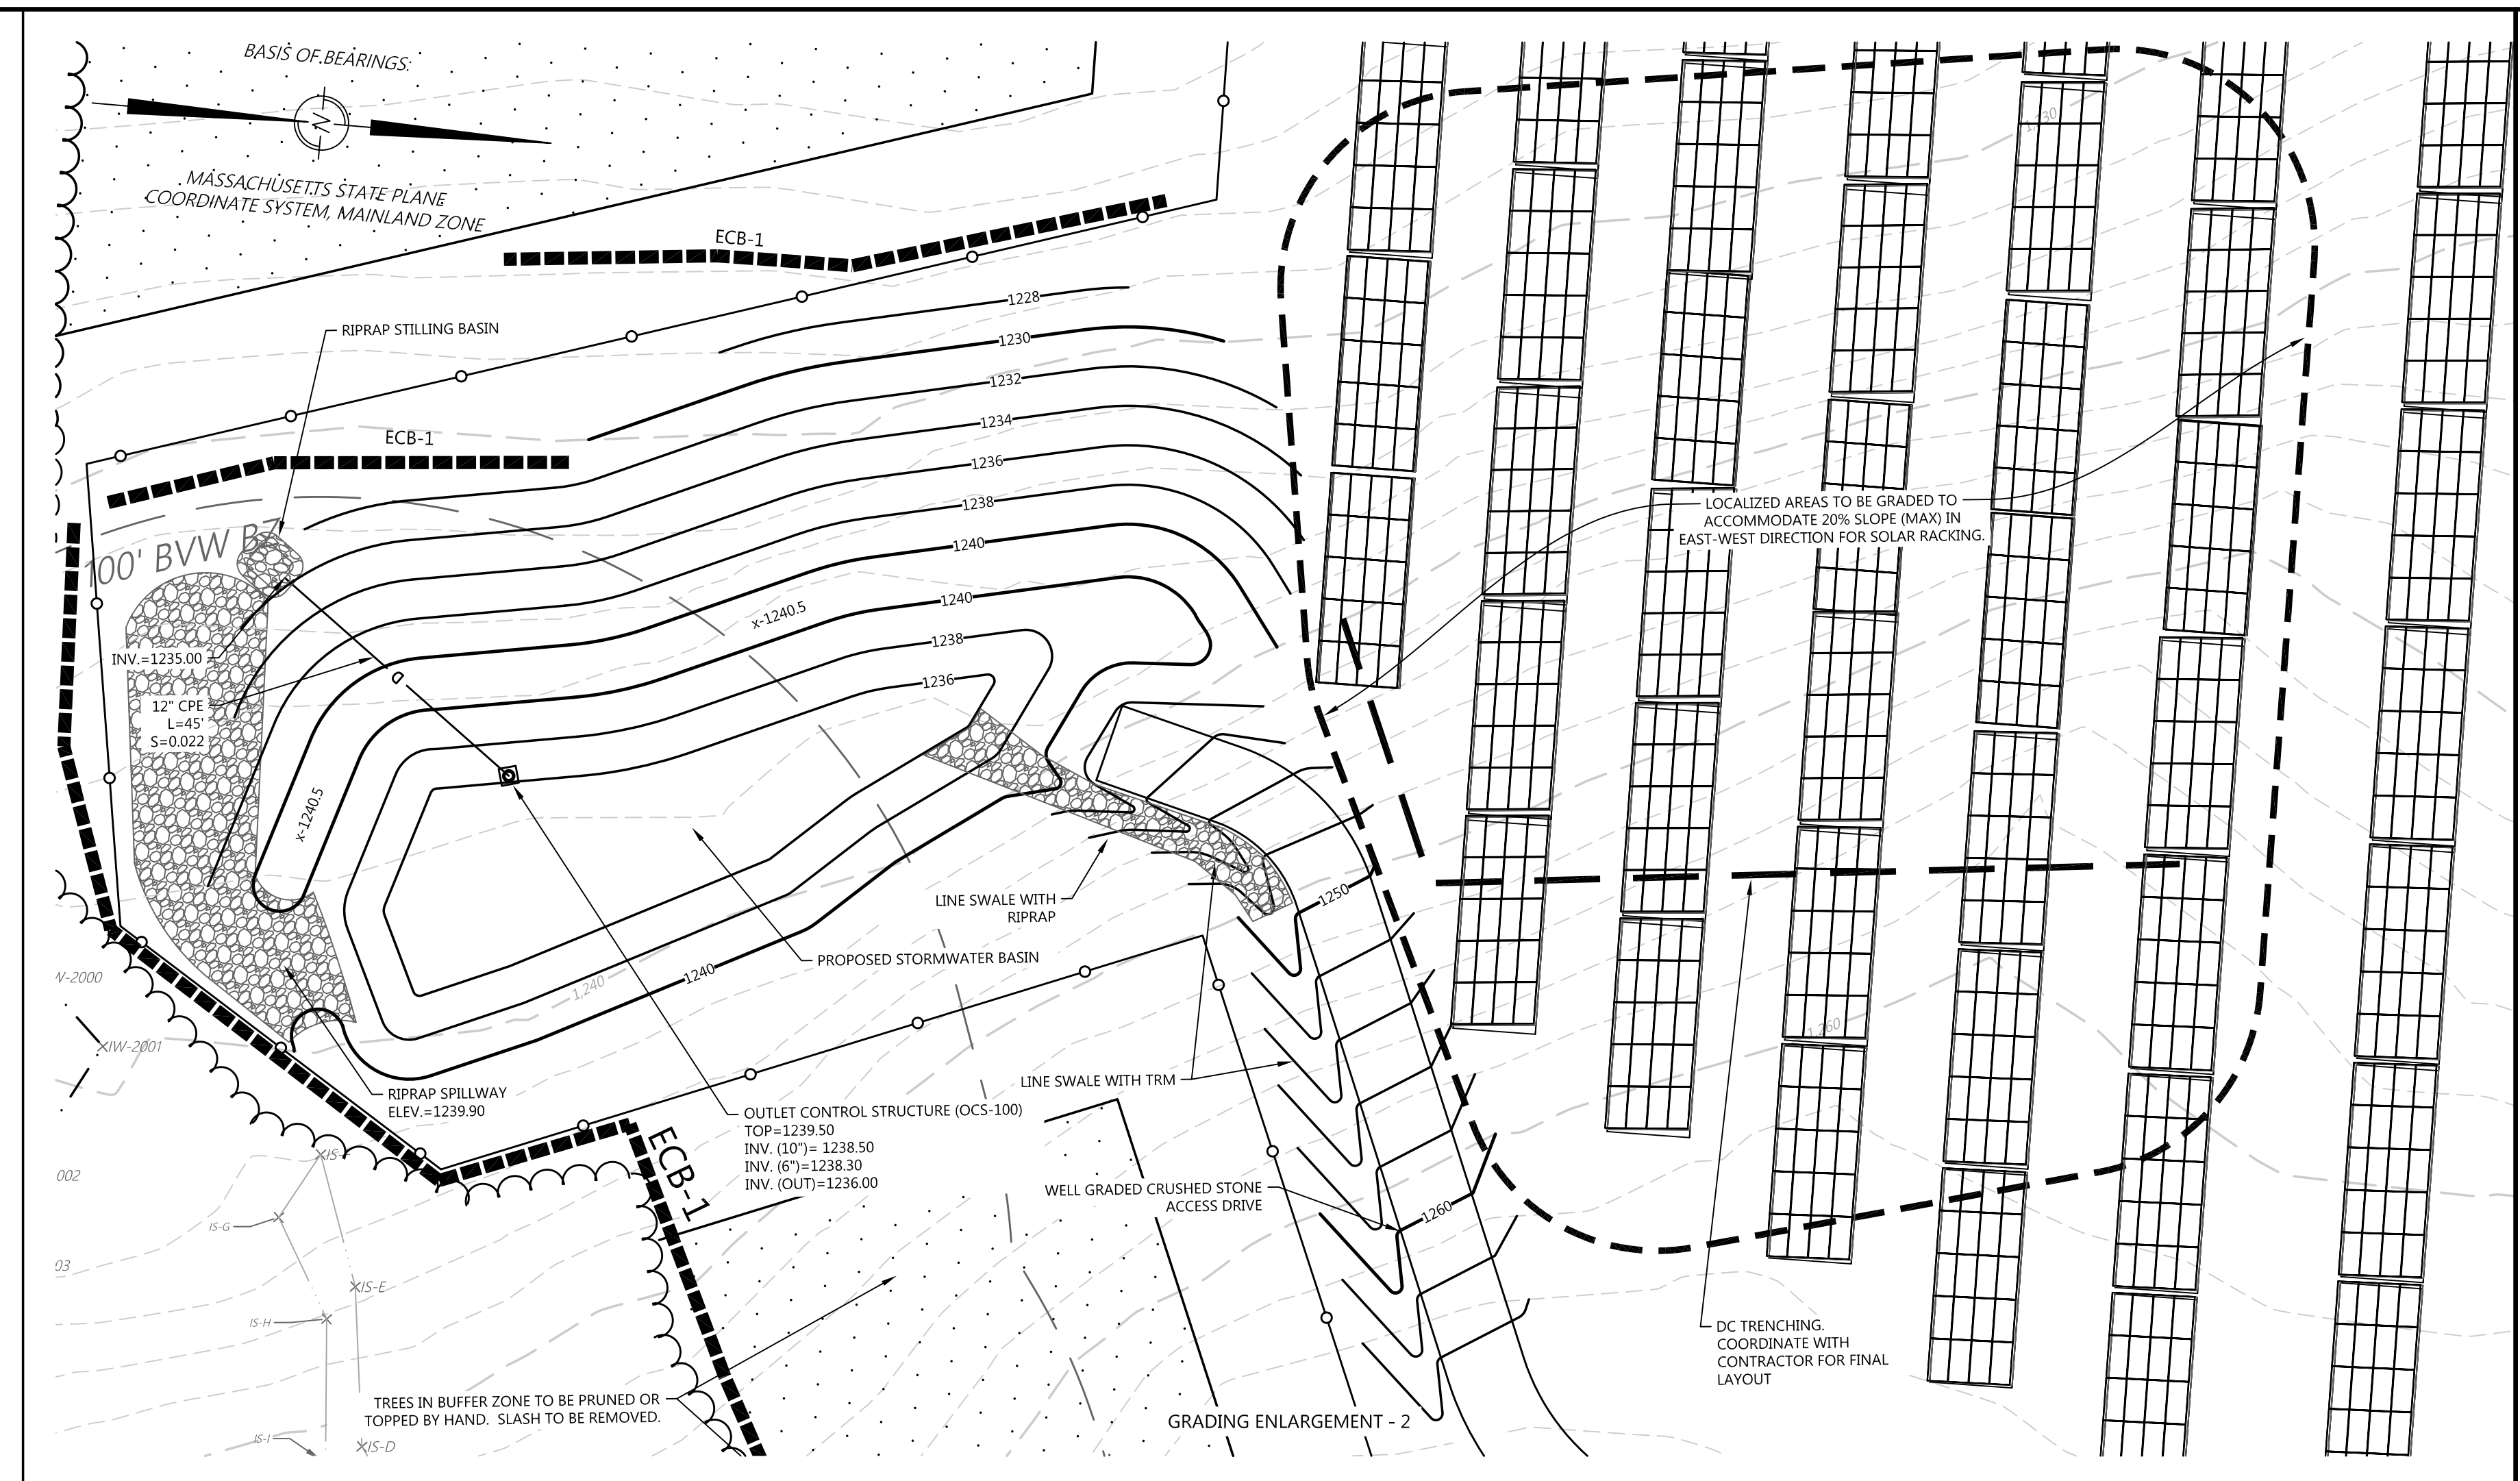 BASIS OF BEARINGS:
N
MASSACHUSETTS STATE PLANE
COORDINATE SYSTEM, MAINLAND ZONE
ECB-1
1,230
1228
RIPRAP STILLING BASIN
1230
1232
1234
ECB-1
1236
1238
LOCALIZED AREAS TO BE GRADED TO
ACCOMMODATE 20% SLOPE (MAX) IN
EAST-WEST DIRECTION FOR SOLAR RACKING.
100' BVW B7
1240
1240
x-1240.5
1238
INV.=1235.00
D
1236
12" CPE
L=45'
S=0.022
x-1240.5
LINE SWALE WITH
RIPRAP
1250
PROPOSED STORMWATER BASIN
1240
1,240
1,260
IW-2001
LINE SWALE WITH TRM
RIPRAP SPILLWAY
ELEV.=1239.90
OUTLET CONTROL STRUCTURE (OCS-100)
TOP=1239.50
INV. (10")= 1238.50
INV. (6")=1238.30
INV. (OUT)=1236.00
ECB-1
002
WELL GRADED CRUSHED STONE
ACCESS DRIVE
1260
IS-G
03
IS-E
IS-H
DC TRENCHING.
COORDINATE WITH
CONTRACTOR FOR FINAL
LAYOUT
TREES IN BUFFER ZONE TO BE PRUNED OR
TOPPED BY HAND.  SLASH TO BE REMOVED.
GRADING ENLARGEMENT - 2
IS-I
IS-D